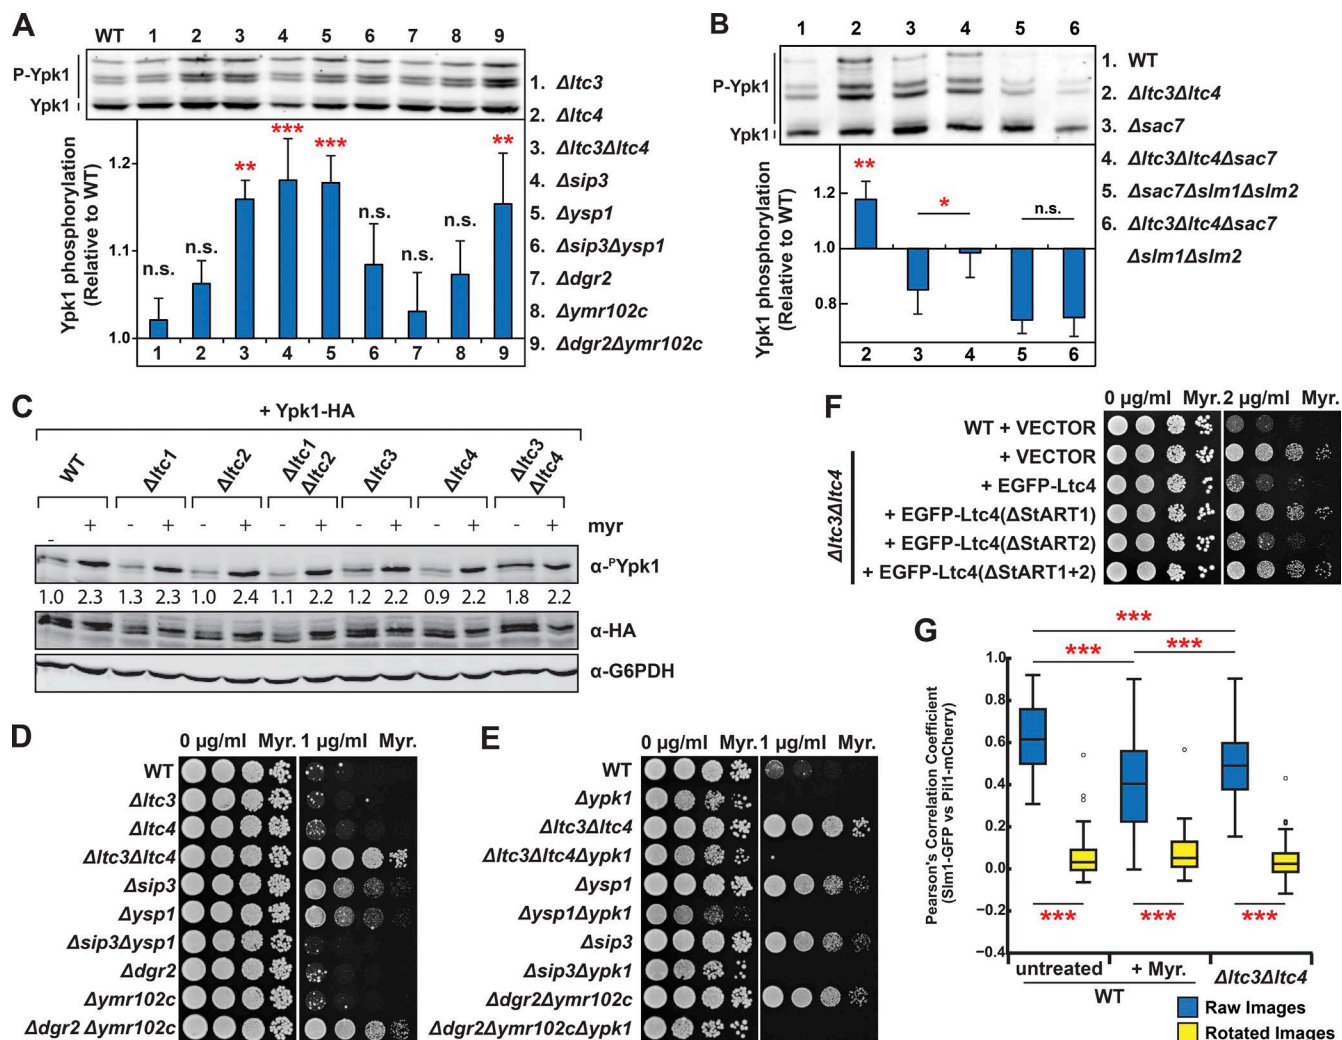 A
WT 1 2 3 4 5 6 7 8 9
P-Ypk1
Ypk1
Ypk1 phosphorylation
(Relative to WT)
1.2
1.1
1.0
n.s. n.s. ** *** *** n.s. n.s. n.s. **
1 2 3 4 5 6 7 8 9
1. Δltc3
2. Δltc4
3. Δltc3Δltc4
4. Δsip3
5. Δysp1
6. Δsip3Δysp1
7. Δdgr2
8. Δymr102c
9. Δdgr2Δymr102c
B
1 2 3 4 5 6
P-Ypk1
Ypk1
Ypk1 phosphorylation
(Relative to WT)
1.2
1.0
0.8
** * n.s.
2 3 4 5 6
1. WT
2. Δltc3Δltc4
3. Δsac7
4. Δltc3Δltc4Δsac7
5. Δsac7Δslm1Δslm2
6. Δltc3Δltc4Δsac7
Δslm1Δslm2
C
+ Ypk1-HA
WT Δltc1 Δltc2 Δltc1 Δltc2 Δltc3 Δltc4 Δltc3 Δltc4
- + - + - + - + - + - + - + myr
α-ᴾYpk1
1.0 2.3 1.3 2.3 1.0 2.4 1.1 2.2 1.2 2.2 0.9 2.2 1.8 2.2
α-HA
α-G6PDH
D
0 μg/ml Myr. 1 μg/ml Myr.
WT
Δltc3
Δltc4
Δltc3Δltc4
Δsip3
Δysp1
Δsip3Δysp1
Δdgr2
Δymr102c
Δdgr2 Δymr102c
E
0 μg/ml Myr. 1 μg/ml Myr.
WT
Δypk1
Δltc3Δltc4
Δltc3Δltc4Δypk1
Δysp1
Δysp1Δypk1
Δsip3
Δsip3Δypk1
Δdgr2Δymr102c
Δdgr2Δymr102cΔypk1
F
0 μg/ml Myr. 2 μg/ml Myr.
WT + VECTOR
Δltc3Δltc4
+ VECTOR
+ EGFP-Ltc4
+ EGFP-Ltc4(ΔStART1)
+ EGFP-Ltc4(ΔStART2)
+ EGFP-Ltc4(ΔStART1+2)
G
Pearson's Correlation Coefficient
(Slm1-GFP vs Pil1-mCherry)
1.0
0.8
0.6
0.4
0.2
0.0
−0.2
−0.4
***
*** ***
*** *** ***
untreated + Myr. Δltc3Δltc4
WT
Raw Images
Rotated Images